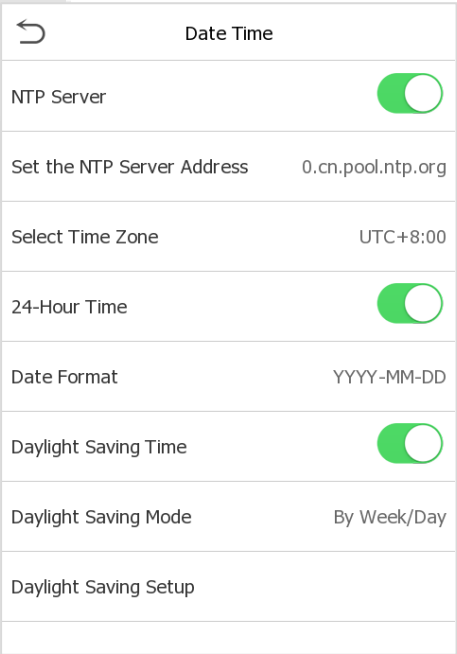 Date Time
NTP Server
Set the NTP Server Address 0.cn.pool.ntp.org
Select Time Zone UTC+8:00
24-Hour Time
Date Format YYYY-MM-DD
Daylight Saving Time
Daylight Saving Mode By Week/Day
Daylight Saving Setup